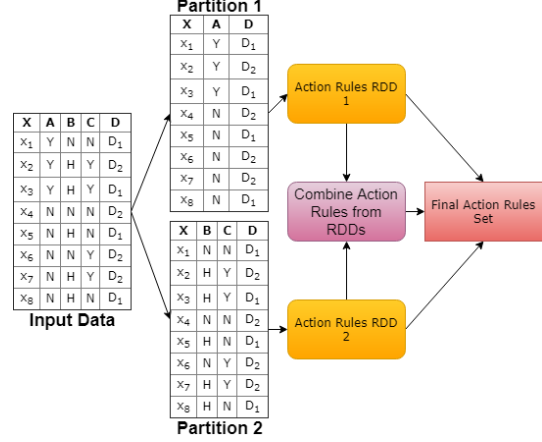 Partition 1
X A D
x1 Y D1
x2 Y D2
x3 Y D1
x4 N D2
x5 N D1
x6 N D2
x7 N D2
x8 N D1
X A B C D
x1 Y N N D1
x2 Y H Y D2
x3 Y H Y D1
x4 N N N D2
x5 N H N D1
x6 N N Y D2
x7 N H Y D2
x8 N H N D1
Input Data
X B C D
x1 N N D1
x2 H Y D2
x3 H Y D1
x4 N N D2
x5 H N D1
x6 N Y D2
x7 H Y D2
x8 H N D1
Partition 2
Action Rules RDD
1
Combine Action
Rules from
RDDs
Action Rules RDD
2
Final Action Rules
Set